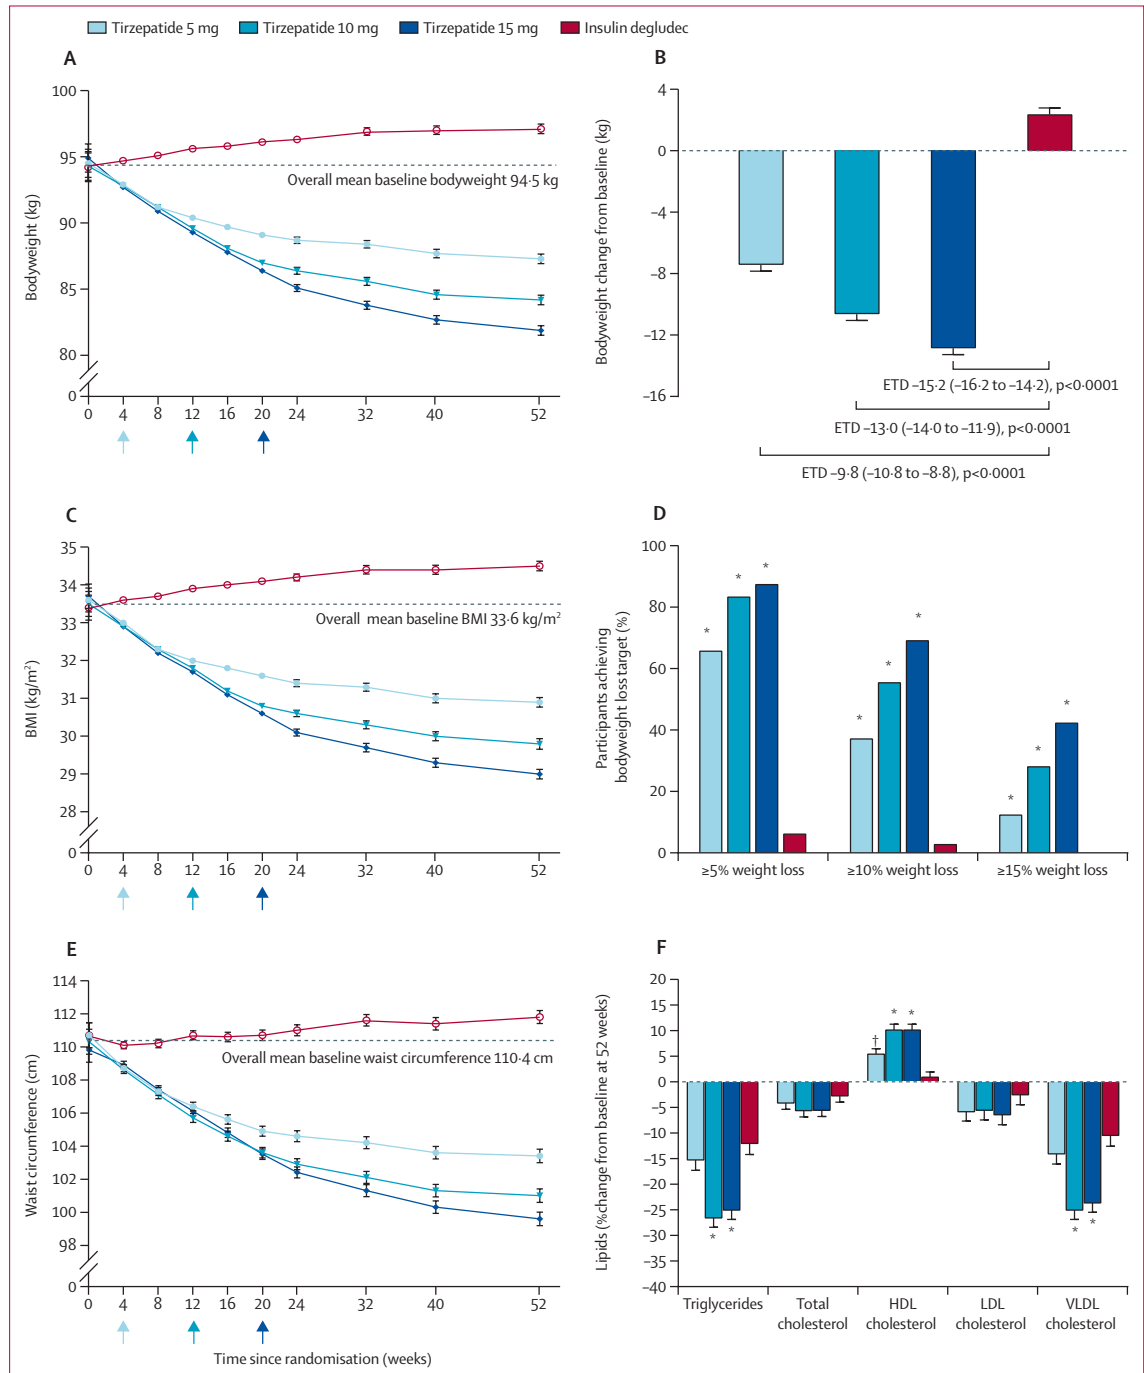 Tirzepatide 5 mg Tirzepatide 10 mg Tirzepatide 15 mg Insulin degludec
A
Bodyweight (kg)
100
95
90
85
80
0
Overall mean baseline bodyweight 94·5 kg
0 4 8 12 16 20 24 32 40 52
B
Bodyweight change from baseline (kg)
4
0
–4
–8
–12
–16
ETD –15·2 (–16·2 to –14·2), p<0·0001
ETD –13·0 (–14·0 to –11·9), p<0·0001
ETD –9·8 (–10·8 to –8·8), p<0·0001
C
BMI (kg/m²)
35
34
33
32
31
30
29
28
0
Overall mean baseline BMI 33·6 kg/m²
0 4 8 12 16 20 24 32 40 52
D
Participants achieving
bodyweight loss target (%)
100
80
60
40
20
0
* * *
* * *
* * *
≥5% weight loss ≥10% weight loss ≥15% weight loss
E
Waist circumference (cm)
114
112
110
108
106
104
102
100
98
0
Overall mean baseline waist circumference 110·4 cm
0 4 8 12 16 20 24 32 40 52
Time since randomisation (weeks)
F
Lipids (% change from baseline at 52 weeks)
20
15
10
5
0
–5
–10
–15
–20
–25
–30
–35
–40
† * *
* *
* *
Triglycerides Total HDL LDL VLDL
cholesterol cholesterol cholesterol cholesterol